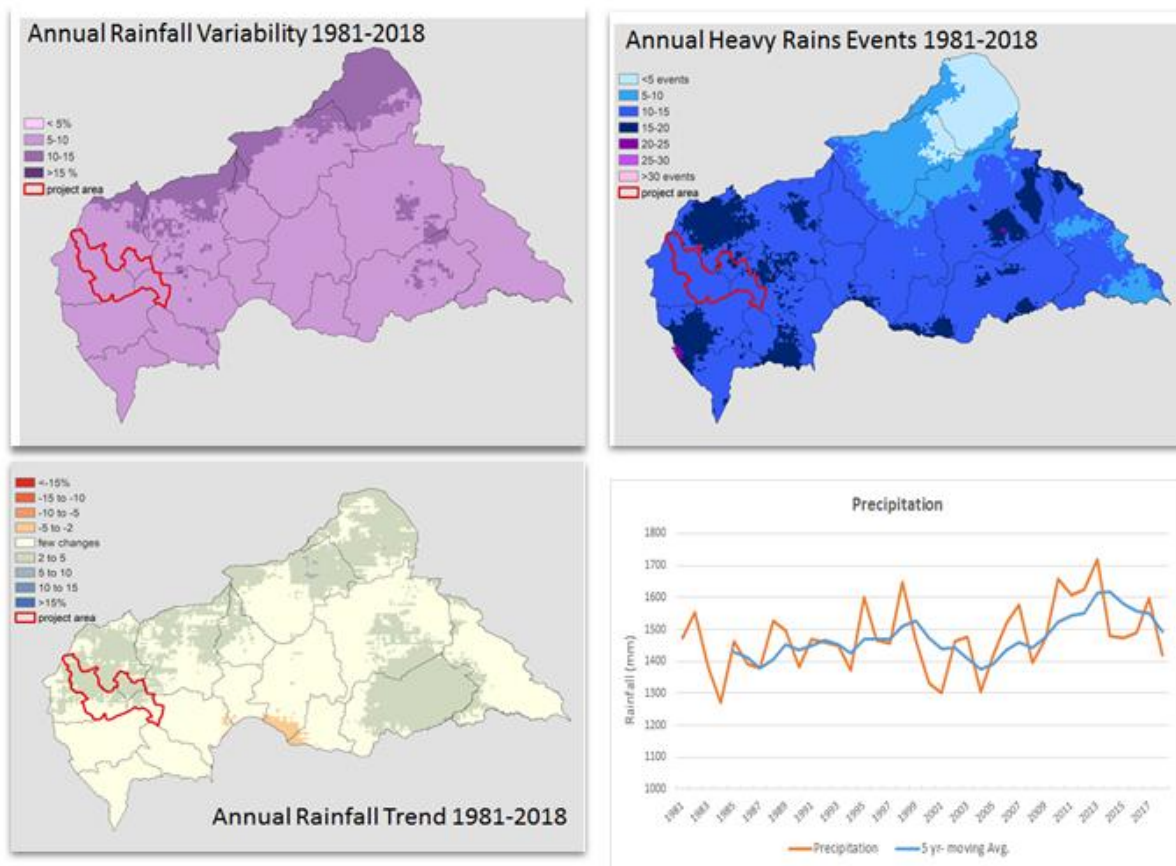 Annual Rainfall Variability 1981-2018
< 5%
5-10
10-15
>15 %
project area
Annual Heavy Rains Events 1981-2018
<5 events
5-10
10-15
15-20
20-25
25-30
>30 events
project area
<-15%
-15 to -10
-10 to -5
-5 to -2
few changes
2 to 5
5 to 10
10 to 15
>15%
project area
Annual Rainfall Trend 1981-2018
Precipitation
Rainfall (mm)
1800
1700
1600
1500
1400
1300
1200
1100
1000
1981
1983
1985
1987
1989
1991
1993
1995
1997
1999
2001
2003
2005
2007
2009
2011
2013
2015
2017
Precipitation
5 yr- moving Avg.